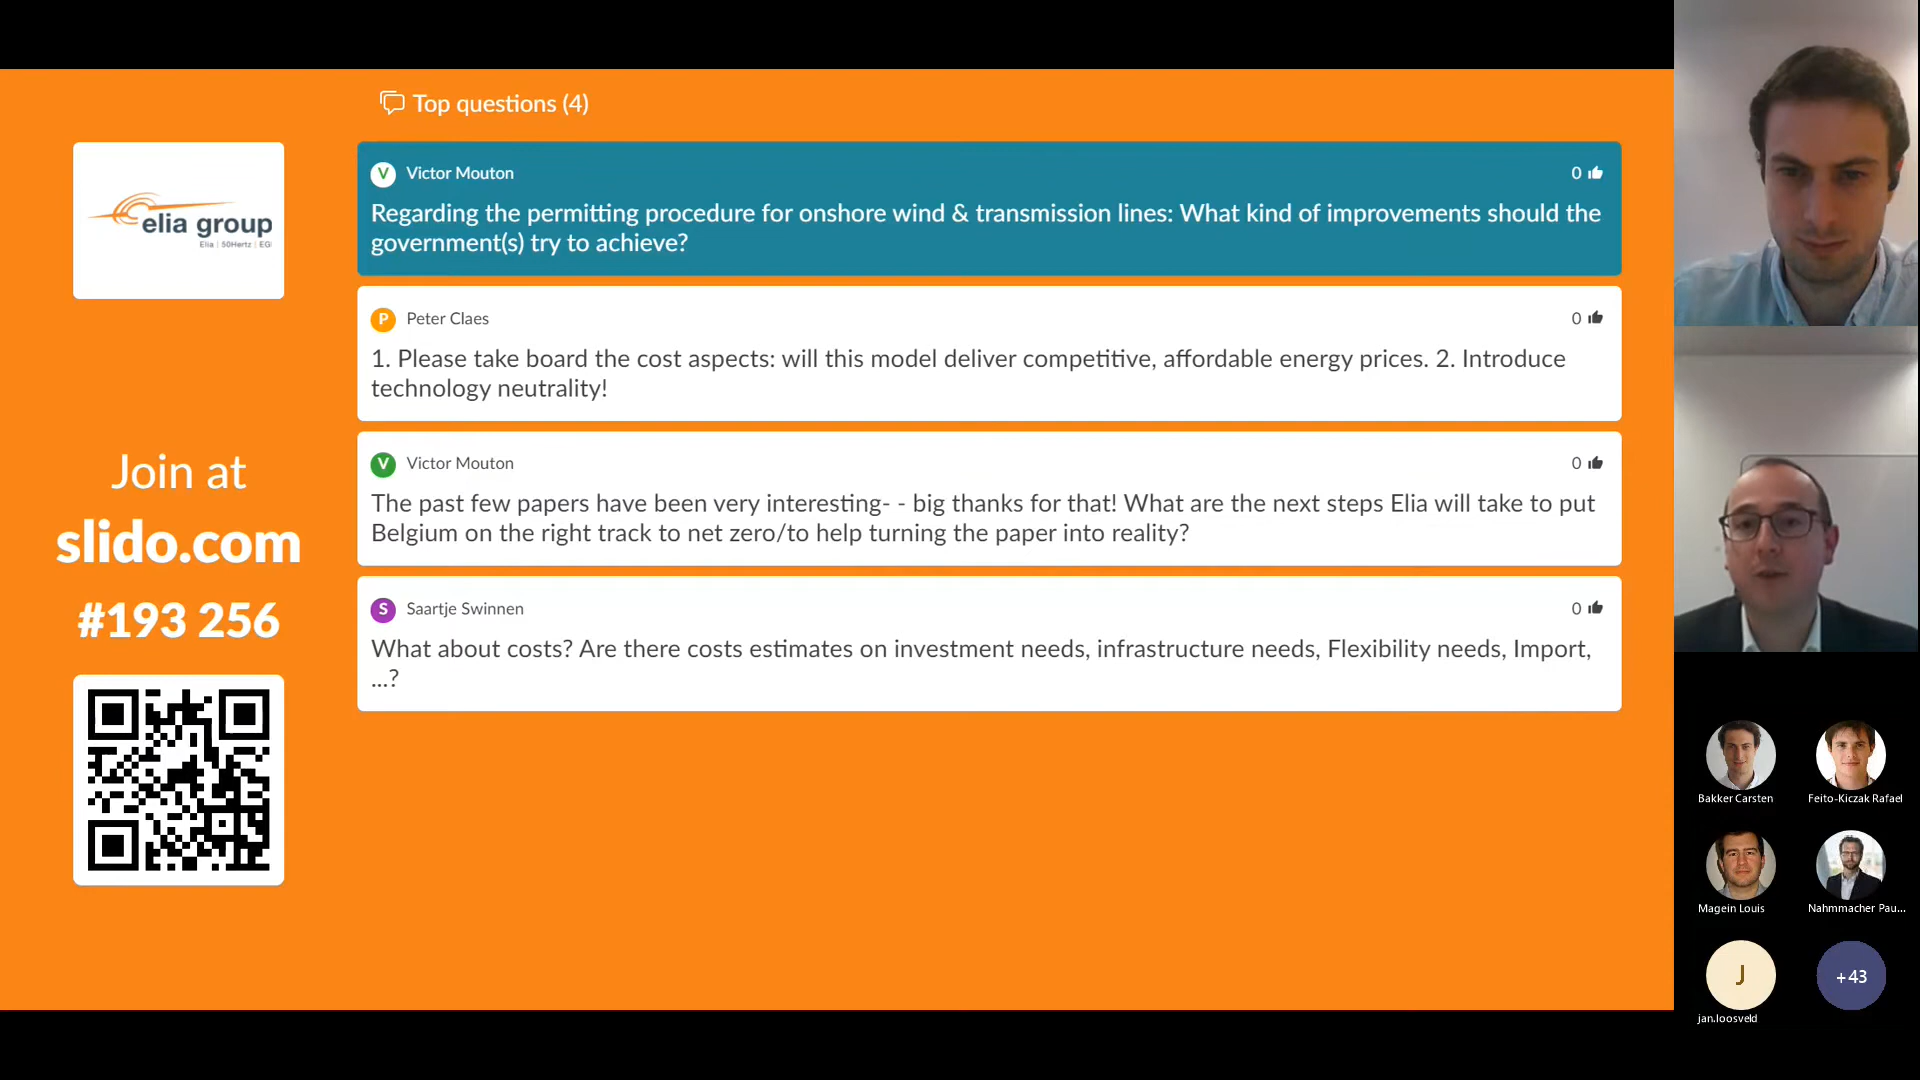 Top questions (4)
elia group
Elia | 50Hertz | EGI
Join at
slido.com
#193 256
V Victor Mouton 0
Regarding the permitting procedure for onshore wind & transmission lines: What kind of improvements should the
government(s) try to achieve?
P Peter Claes 0
1. Please take board the cost aspects: will this model deliver competitive, affordable energy prices. 2. Introduce
technology neutrality!
V Victor Mouton 0
The past few papers have been very interesting- - big thanks for that! What are the next steps Elia will take to put
Belgium on the right track to net zero/to help turning the paper into reality?
S Saartje Swinnen 0
What about costs? Are there costs estimates on investment needs, infrastructure needs, Flexibility needs, Import,
...?
Bakker Carsten
Feito-Kiczak Rafael
Magein Louis
Nahmmacher Pau...
J
jan.loosveld
+43